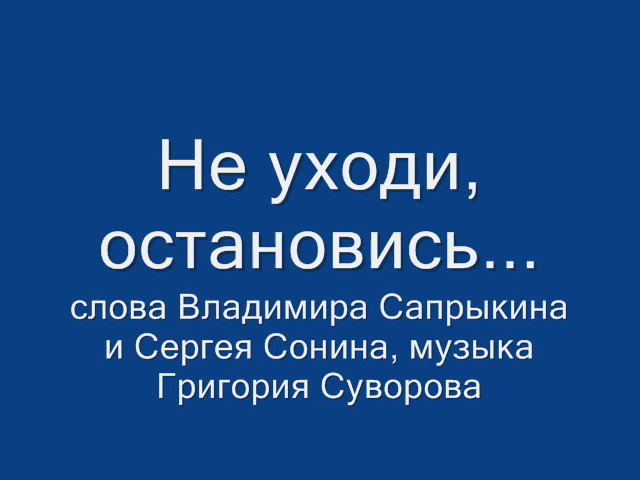 Не уходи,
остановись...
слова Владимира Сапрыкина
и Сергея Сонина, музыка
Григория Суворова